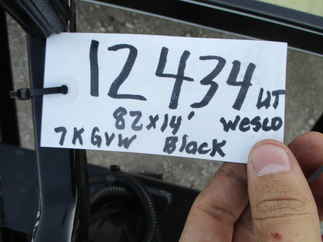 12434 UT
82x14' Wesco
7K GVW Black